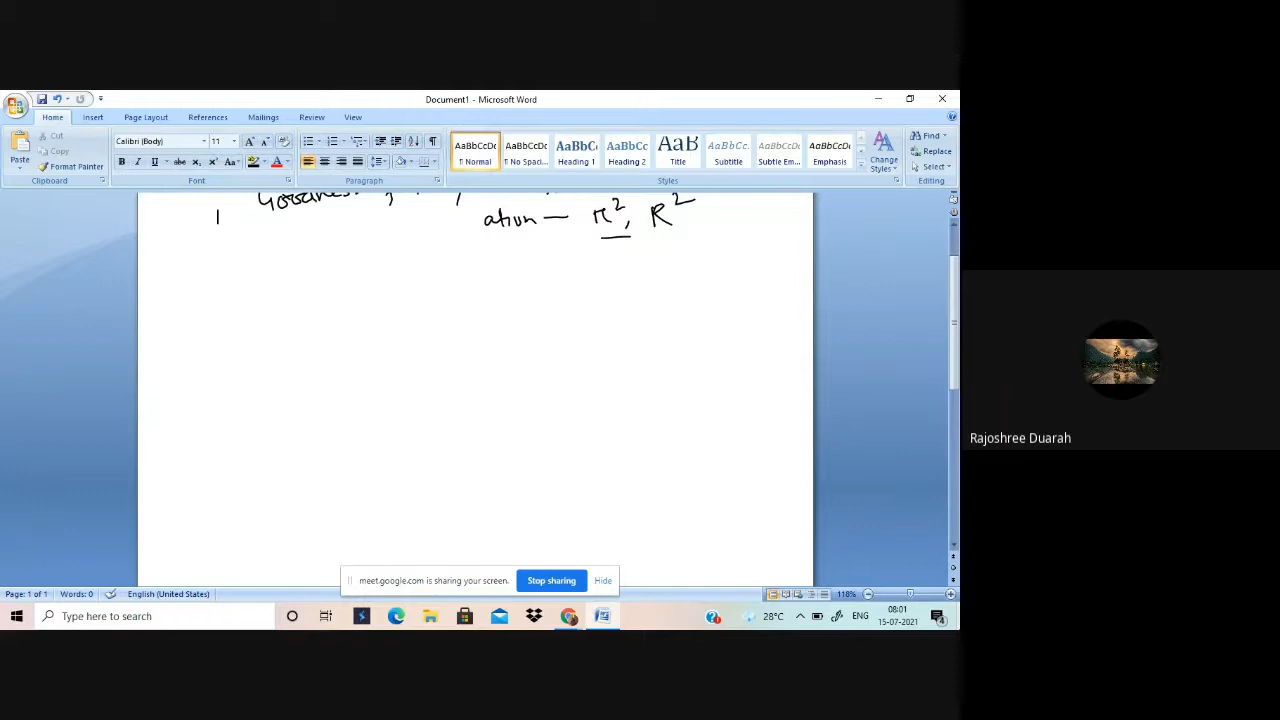 Document1 - Microsoft Word
Home Insert Page Layout References Mailings Review View
Paste
Cut
Copy
Format Painter
Clipboard
Calibri (Body) 11
B I U abc x₂ x² Aa
Font
Paragraph
AaBbCcDc AaBbCcDc AaBbC AaBbCc AaB AaBbCc. AaBbCcDc AaBbCcDc
¶ Normal ¶ No Spaci... Heading 1 Heading 2 Title Subtitle Subtle Em... Emphasis
Styles
Change Styles
Find
Replace
Select
Editing
ation — r², R²
meet.google.com is sharing your screen. Stop sharing Hide
Page: 1 of 1 Words: 0 English (United States) 118%
Type here to search
28°C ENG 08:01 15-07-2021
Rajoshree Duarah